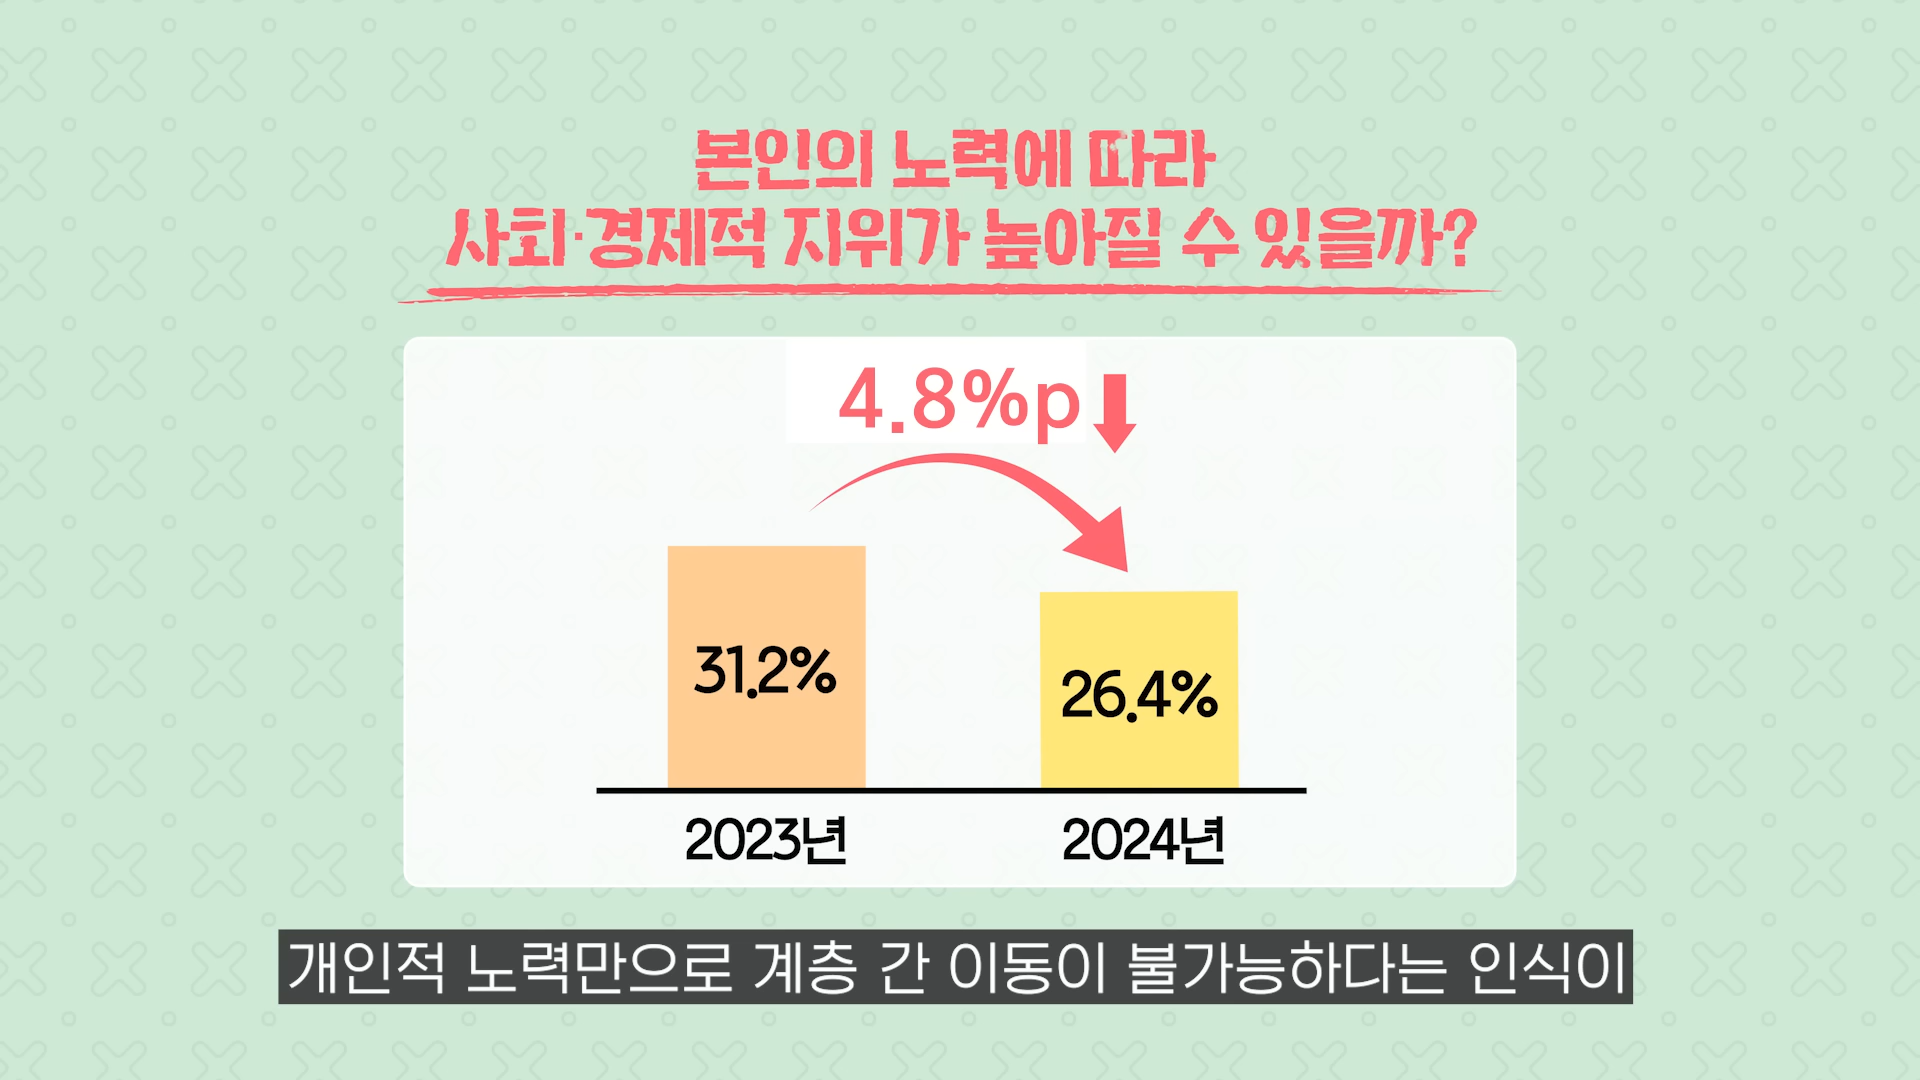 본인의 노력에 따라
사회·경제적 지위가 높아질 수 있을까?
4.8%p
31.2%
26.4%
2023년
2024년
개인적 노력만으로 계층 간 이동이 불가능하다는 인식이